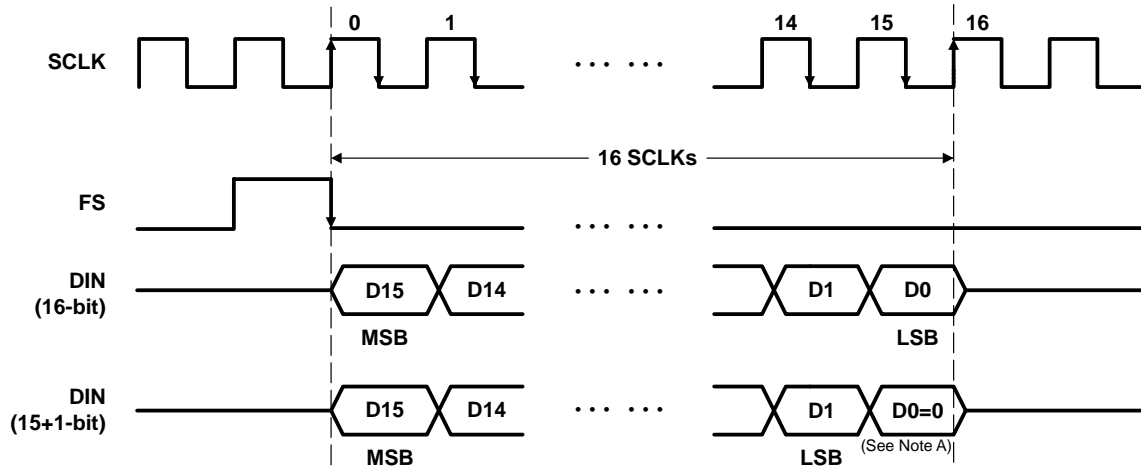 0 1 14 15 16
SCLK
... ...
16 SCLKs
FS
... ...
DIN
(16-bit)
D15 D14 ... ... D1 D0
MSB LSB
DIN
(15+1-bit)
D15 D14 ... ... D1 D0=0
(See Note A)
MSB LSB